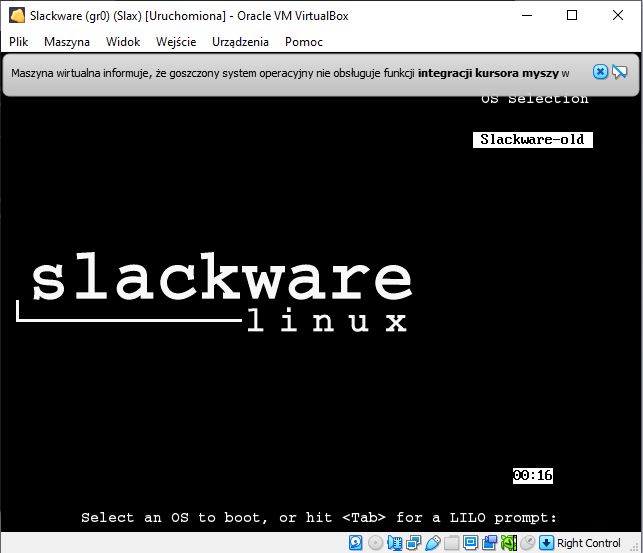 Slackware (gr0) (Slax) [Uruchomiona] - Oracle VM VirtualBox
Plik Maszyna Widok Wejście Urządzenia Pomoc
Maszyna wirtualna informuje, że goszczony system operacyjny nie obsługuje funkcji integracji kursora myszy w
OS Selection
Slackware-old
slackware
linux
00:16
Select an OS to boot, or hit <Tab> for a LILO prompt:
Right Control